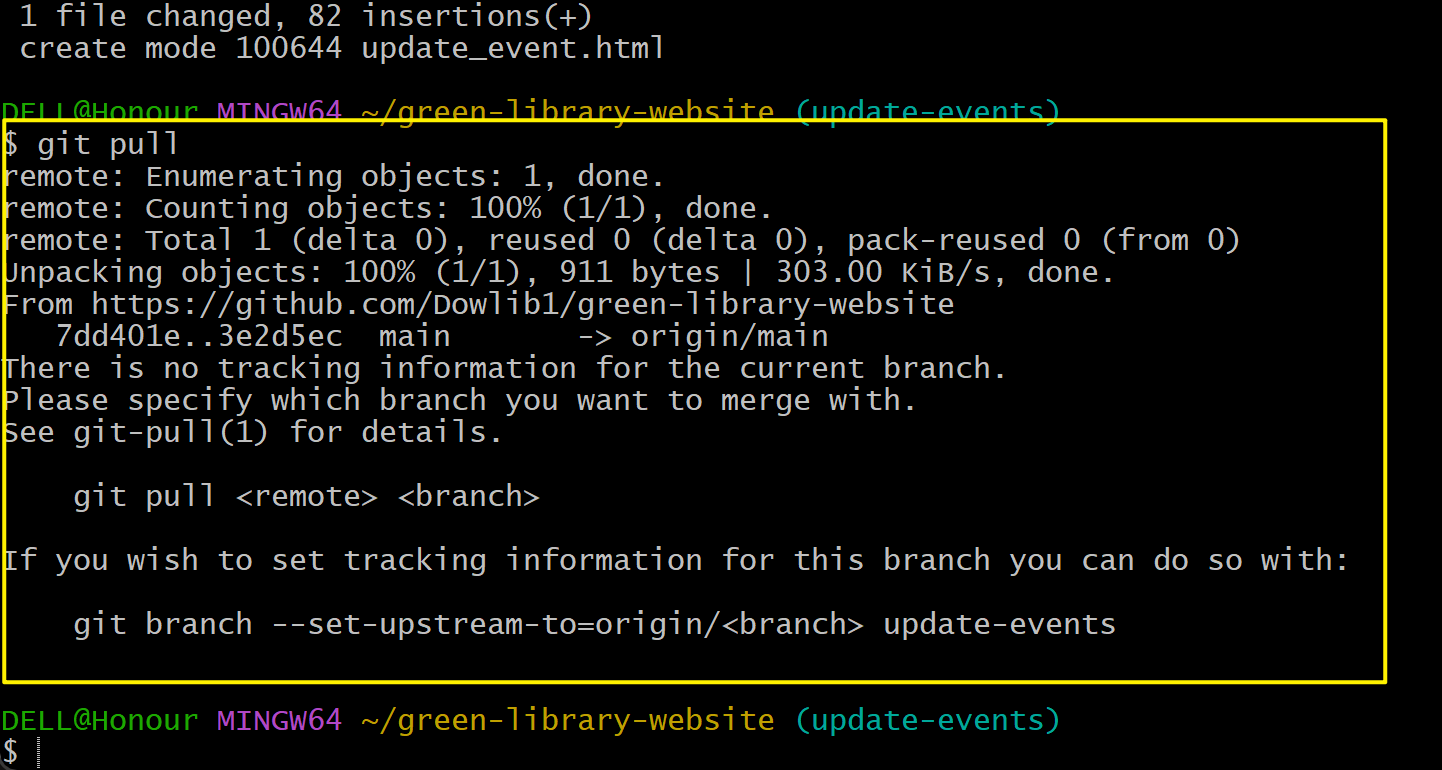 1 file changed, 82 insertions(+)
create mode 100644 update_event.html
DELL@Honour MINGW64 ~/green-library-website (update-events)
$ git pull
remote: Enumerating objects: 1, done.
remote: Counting objects: 100% (1/1), done.
remote: Total 1 (delta 0), reused 0 (delta 0), pack-reused 0 (from 0)
Unpacking objects: 100% (1/1), 911 bytes | 303.00 KiB/s, done.
From https://github.com/Dowlib1/green-library-website
   7dd401e..3e2d5ec  main       -> origin/main
There is no tracking information for the current branch.
Please specify which branch you want to merge with.
See git-pull(1) for details.
    git pull <remote> <branch>
If you wish to set tracking information for this branch you can do so with:
    git branch --set-upstream-to=origin/<branch> update-events
DELL@Honour MINGW64 ~/green-library-website (update-events)
$